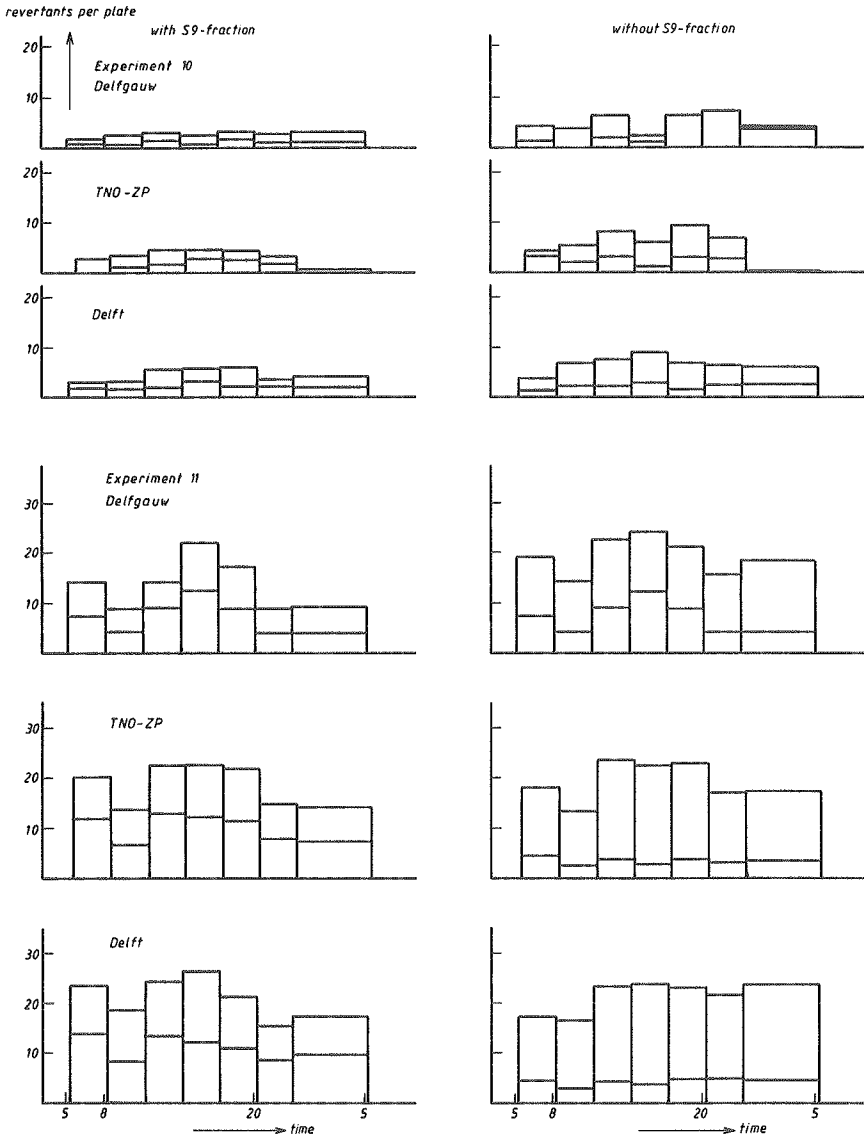 revertants per plate
with S9-fraction
without S9-fraction
20
10
Experiment 10
Delfgauw
20
10
TNO-ZP
20
10
Delft
30
20
10
Experiment 11
Delfgauw
30
20
10
TNO-ZP
30
20
10
Delft
5 8 20 5
5 8 20 5
time
time